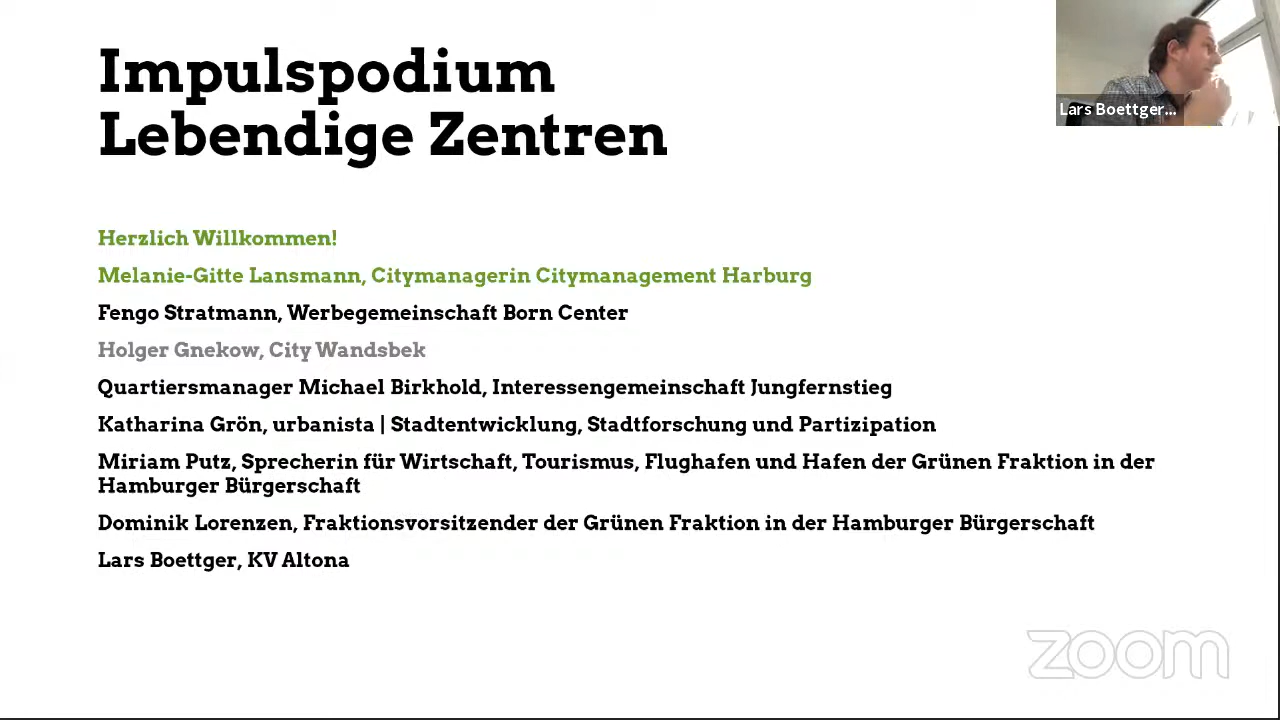 Impulspodium
Lebendige Zentren
Lars Boettger...
Herzlich Willkommen!
Melanie-Gitte Lansmann, Citymanagerin Citymanagement Harburg
Fengo Stratmann, Werbegemeinschaft Born Center
Holger Gnekow, City Wandsbek
Quartiersmanager Michael Birkhold, Interessengemeinschaft Jungfernstieg
Katharina Grön, urbanista | Stadtentwicklung, Stadtforschung und Partizipation
Miriam Putz, Sprecherin für Wirtschaft, Tourismus, Flughafen und Hafen der Grünen Fraktion in der
Hamburger Bürgerschaft
Dominik Lorenzen, Fraktionsvorsitzender der Grünen Fraktion in der Hamburger Bürgerschaft
Lars Boettger, KV Altona
zoom